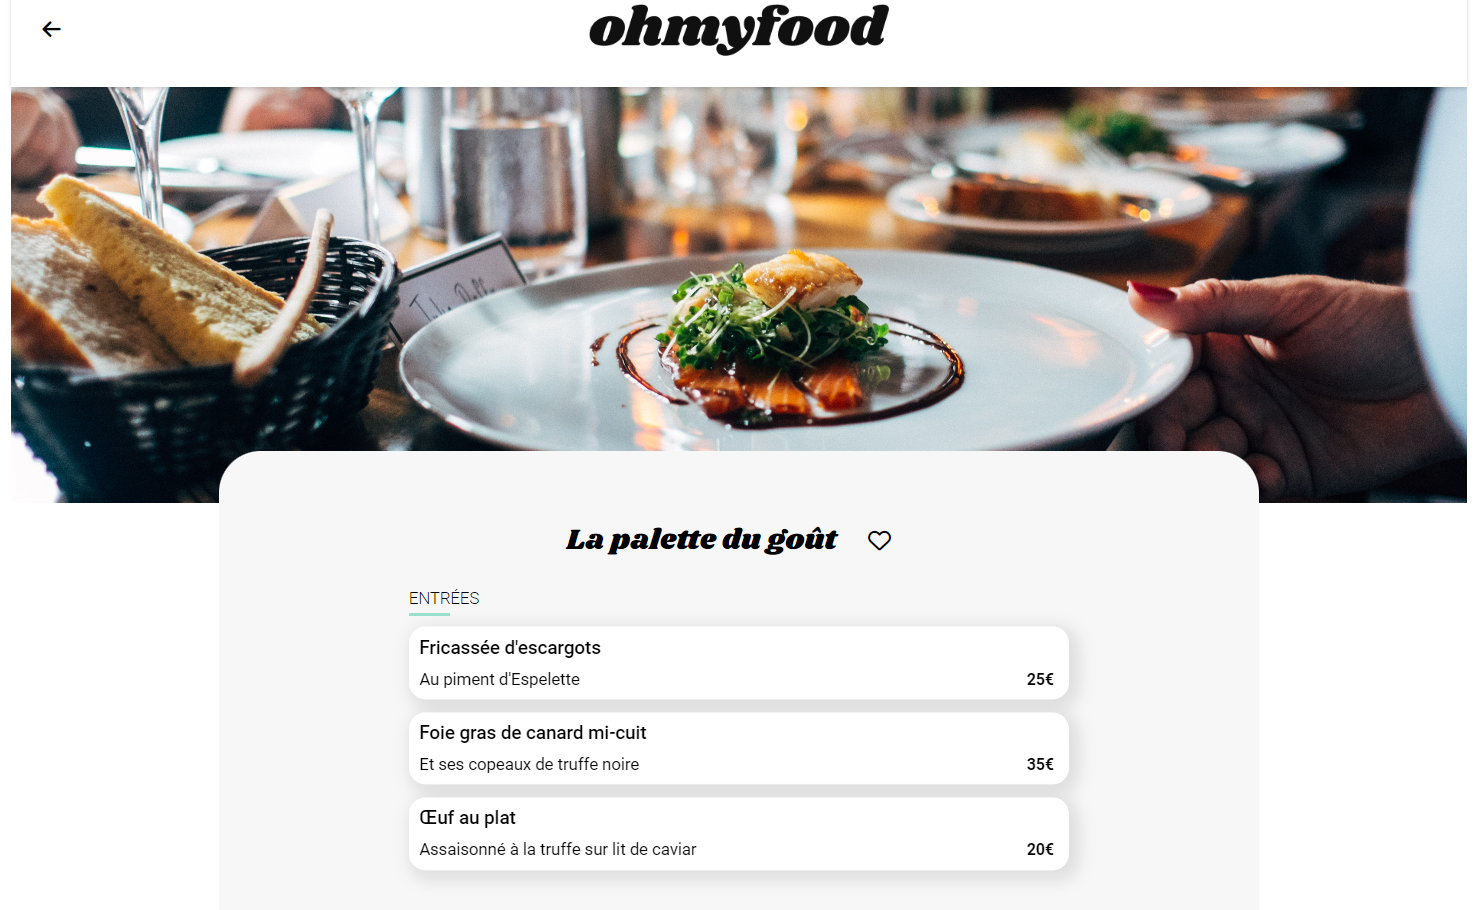 ohmyfood
La palette du goût
ENTRÉES
Fricassée d'escargots
Au piment d'Espelette
25€
Foie gras de canard mi-cuit
Et ses copeaux de truffe noire
35€
Œuf au plat
Assaisonné à la truffe sur lit de caviar
20€